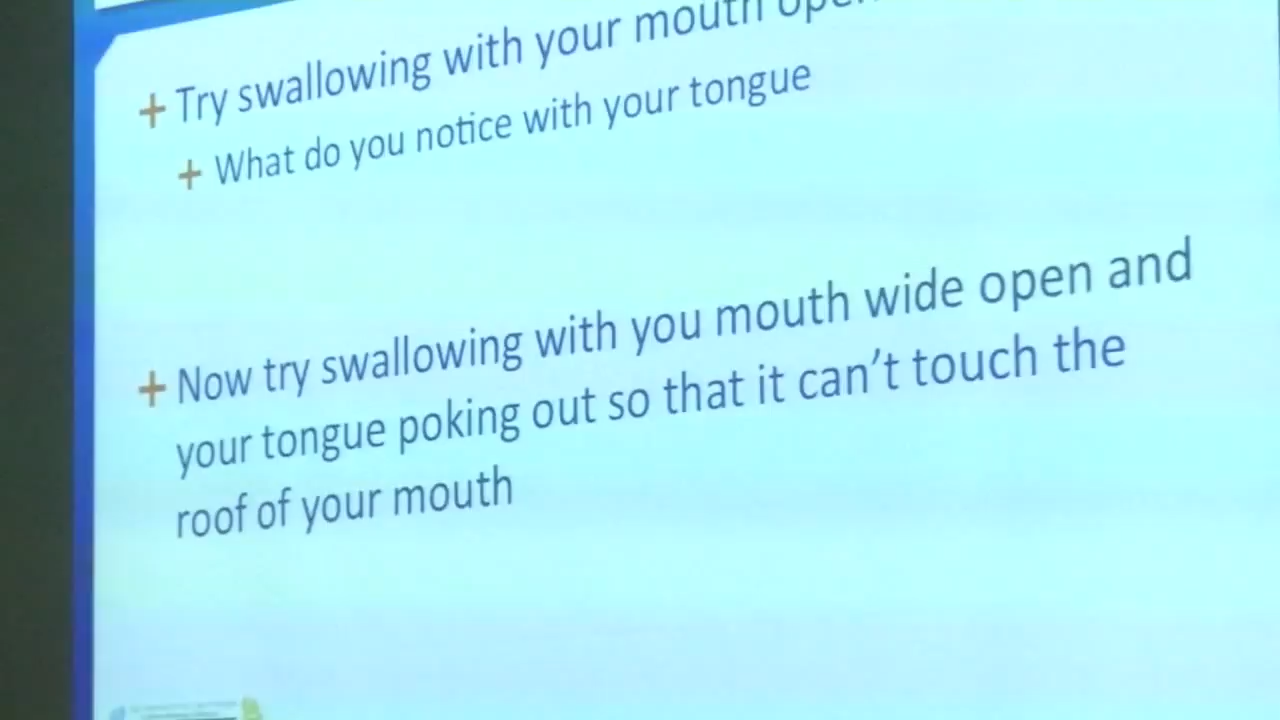 + Try swallowing with your mouth
+ What do you notice with your tongue
+ Now try swallowing with you mouth wide open and
your tongue poking out so that it can't touch the
roof of your mouth